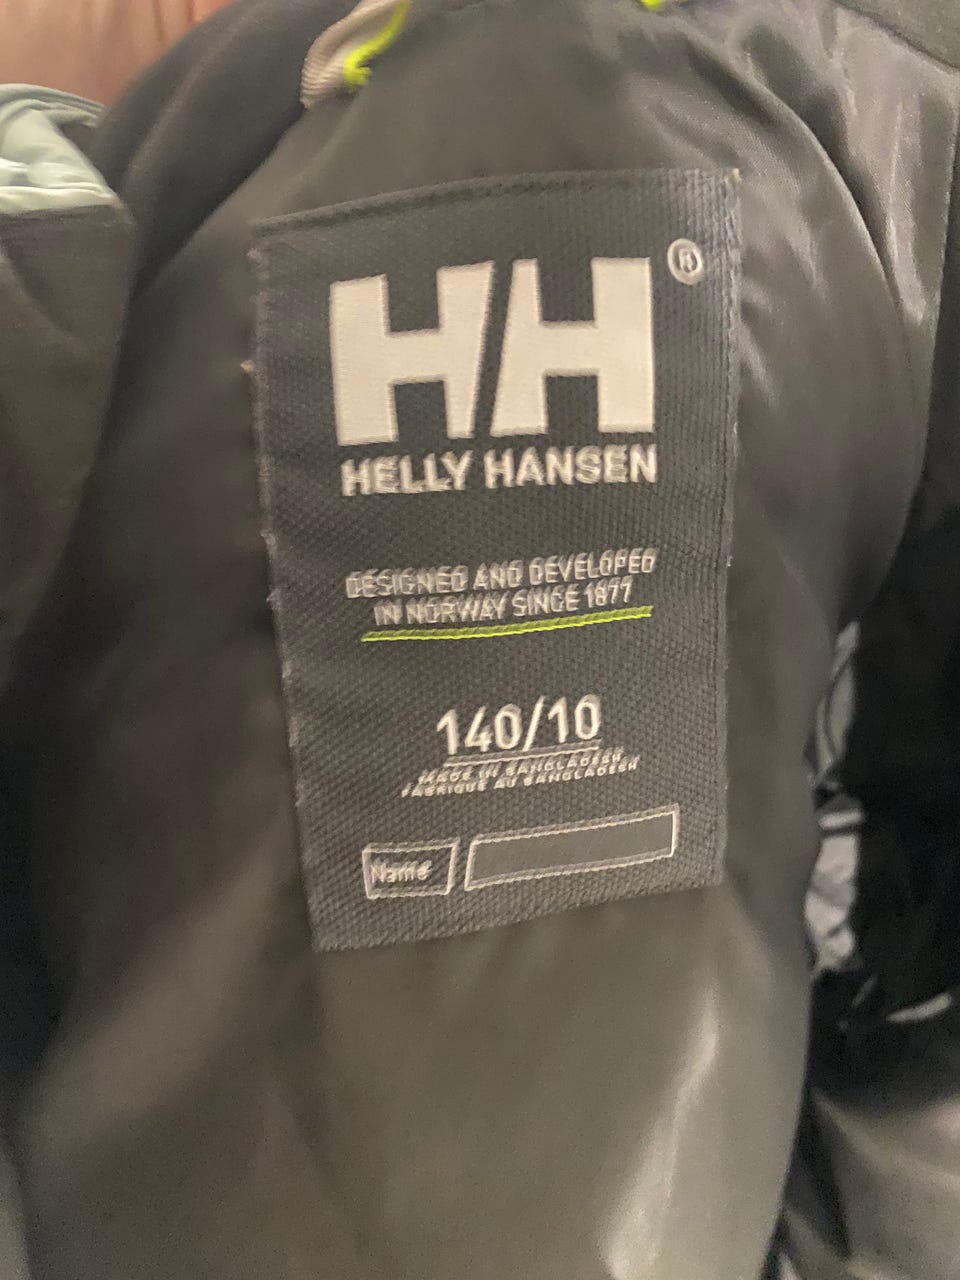 HH ®
HELLY HANSEN
DESIGNED AND DEVELOPED
IN NORWAY SINCE 1877
140/10
MADE IN BANGLADESH
FABRIQUE AU BANGLADESH
Name